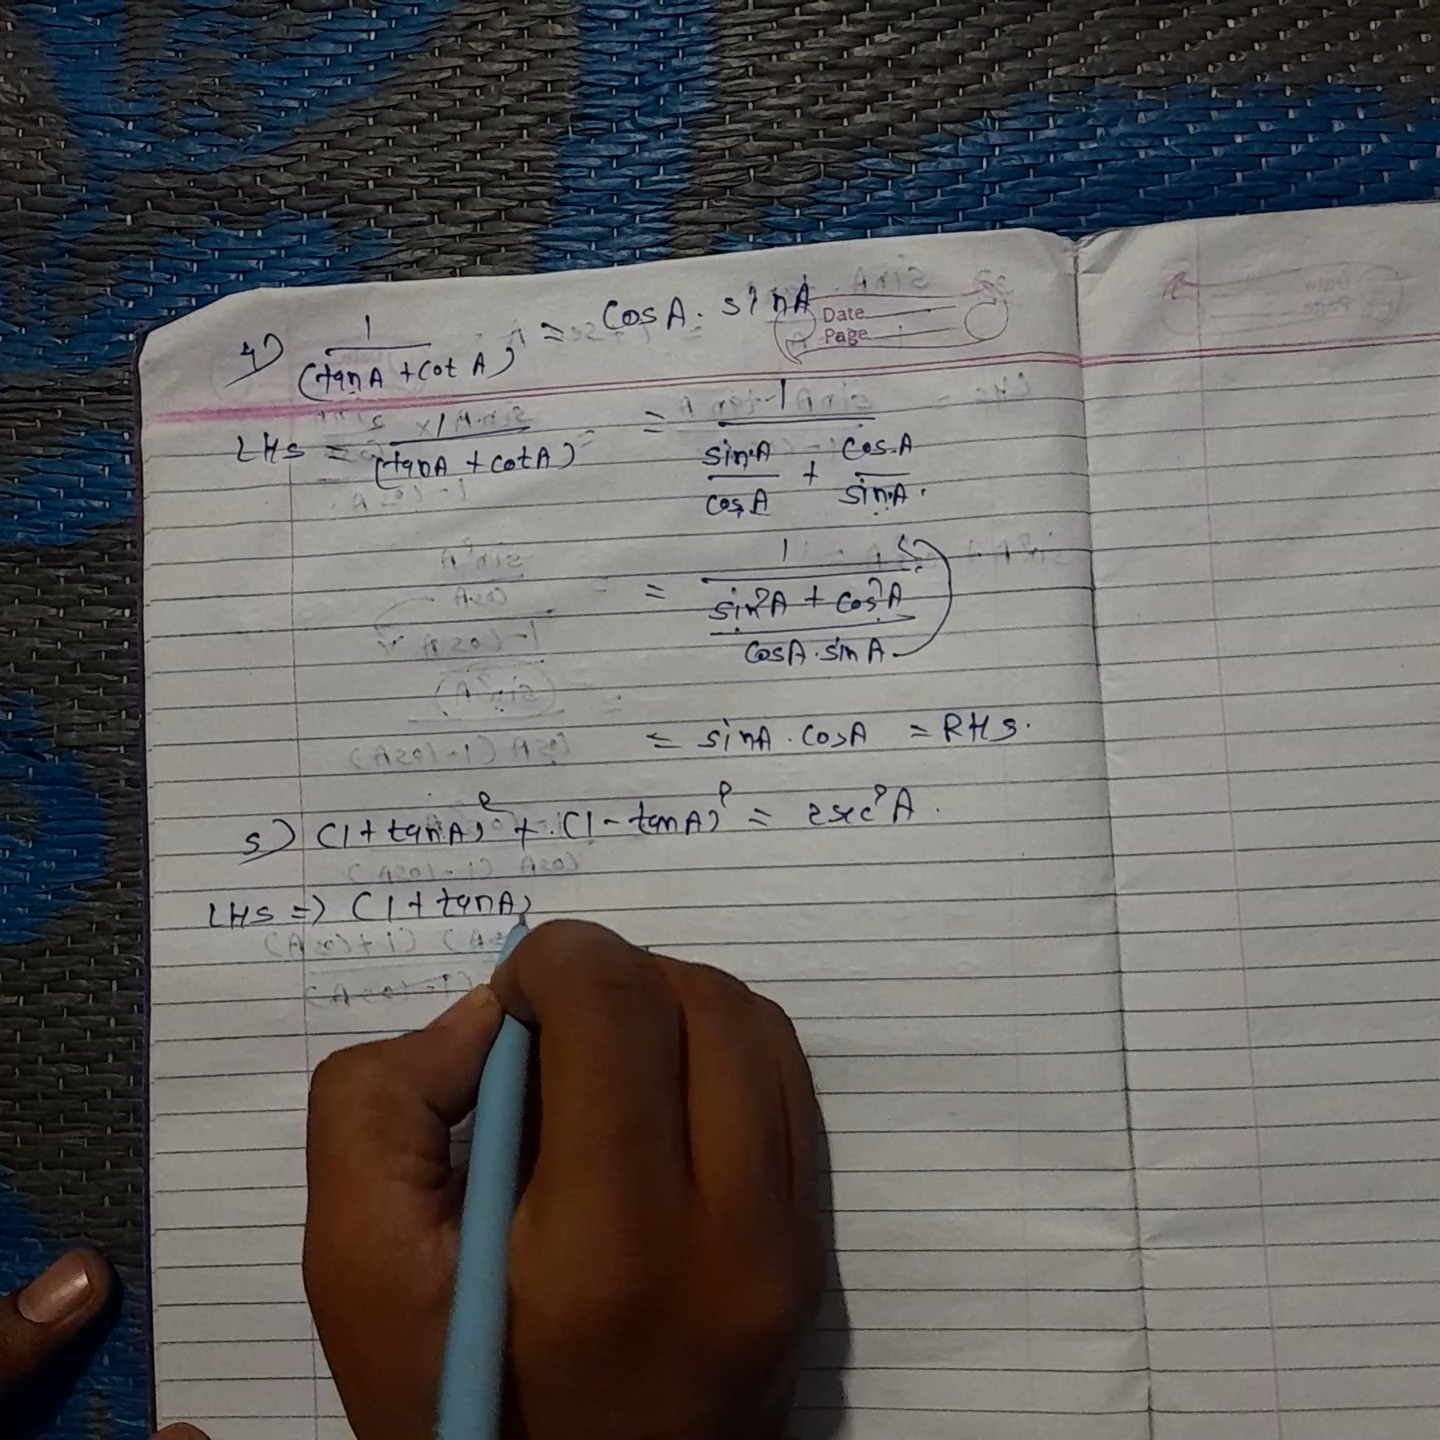 4) 1/(tanA + cot A) = cosA . sinA
Date
Page
LHS = 1/(tanA + cotA) = 1/(sinA/cosA + cosA/sinA)
= 1/((sin²A + cos²A)/(cosA . sinA))
= sinA . cosA = RHS.
5) (1 + tanA)² + (1 - tanA)² = 2sec²A .
LHS => (1 + tanA)